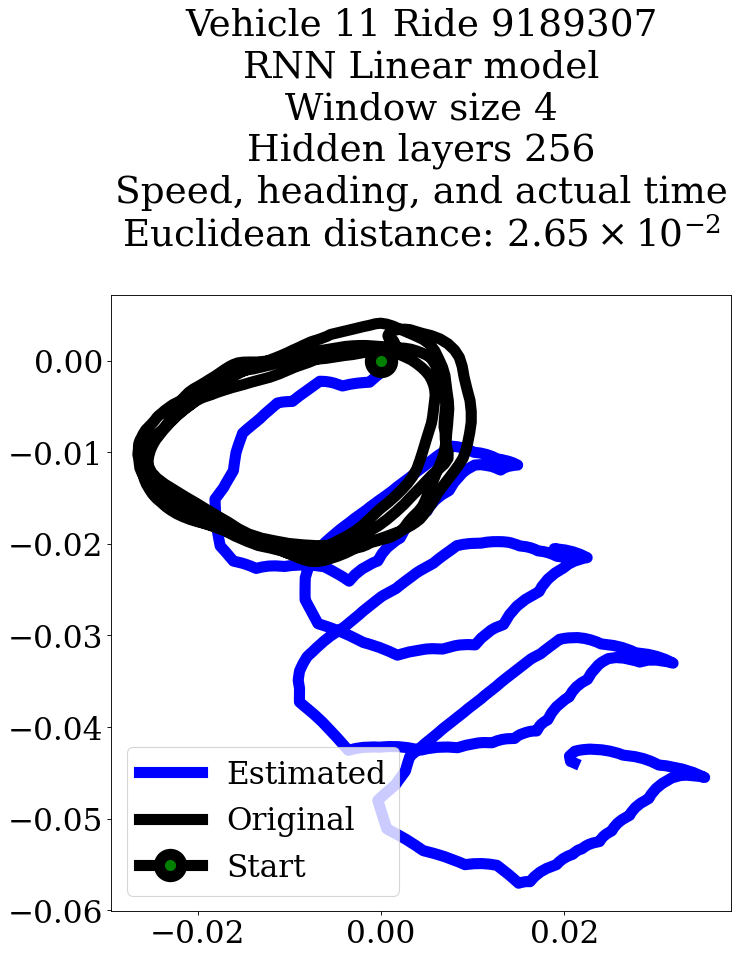 Vehicle 11 Ride 9189307
RNN Linear model
Window size 4
Hidden layers 256
Speed, heading, and actual time
Euclidean distance: 2.65 × 10⁻²
0.00
−0.01
−0.02
−0.03
−0.04
−0.05
−0.06
Estimated
Original
Start
−0.02 0.00 0.02